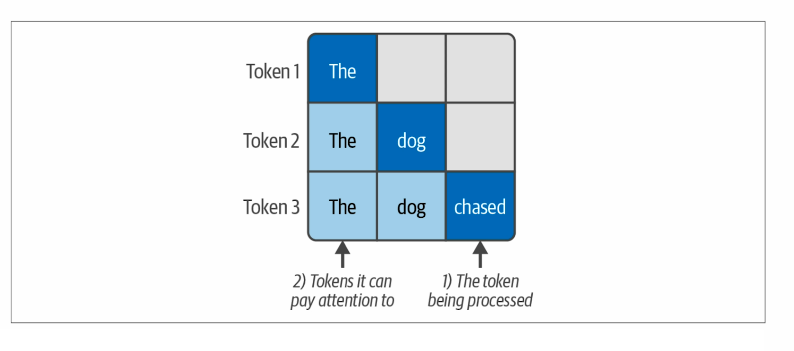 Token 1 The
Token 2 The dog
Token 3 The dog chased
2) Tokens it can
pay attention to
1) The token
being processed